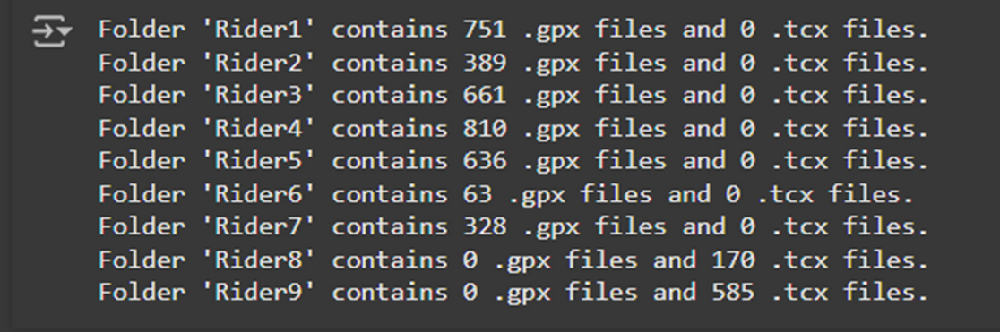 Folder 'Rider1' contains 751 .gpx files and 0 .tcx files.
Folder 'Rider2' contains 389 .gpx files and 0 .tcx files.
Folder 'Rider3' contains 661 .gpx files and 0 .tcx files.
Folder 'Rider4' contains 810 .gpx files and 0 .tcx files.
Folder 'Rider5' contains 636 .gpx files and 0 .tcx files.
Folder 'Rider6' contains 63 .gpx files and 0 .tcx files.
Folder 'Rider7' contains 328 .gpx files and 0 .tcx files.
Folder 'Rider8' contains 0 .gpx files and 170 .tcx files.
Folder 'Rider9' contains 0 .gpx files and 585 .tcx files.